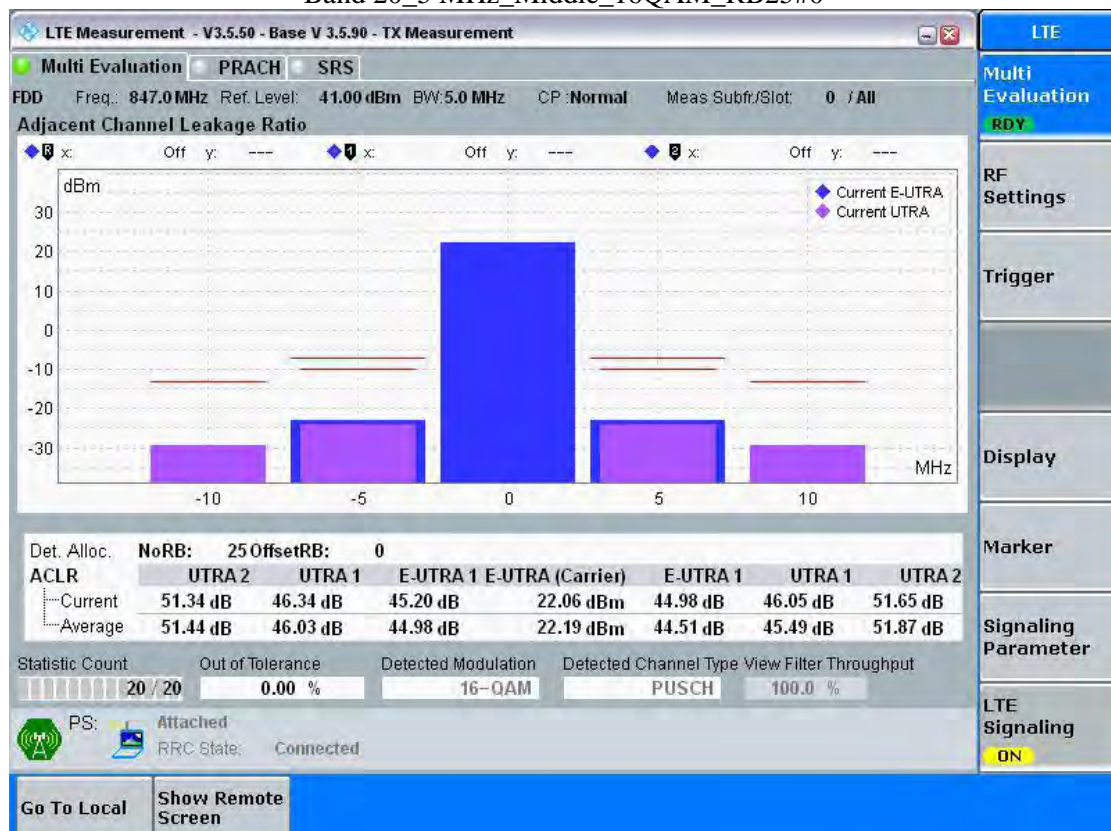 Band 20_5 MHz_Middle_16QAM_RB25#0
LTE Measurement - V3.5.50 - Base V 3.5.90 - TX Measurement
LTE
Multi Evaluation PRACH SRS
Multi Evaluation
RDY
FDD Freq.: 847.0 MHz Ref. Level: 41.00 dBm BW: 5.0 MHz CP :Normal Meas Subfr./Slot: 0 / All
Adjacent Channel Leakage Ratio
R x: Off y: --- 1 x: Off y: --- 2 x: Off y: ---
dBm
Current E-UTRA
Current UTRA
30
20
10
0
-10
-20
-30
MHz
-10 -5 0 5 10
RF Settings
Trigger
Display
Marker
Signaling Parameter
LTE Signaling
ON
Det. Alloc. NoRB: 25 OffsetRB: 0
ACLR UTRA 2 UTRA 1 E-UTRA 1 E-UTRA (Carrier) E-UTRA 1 UTRA 1 UTRA 2
Current 51.34 dB 46.34 dB 45.20 dB 22.06 dBm 44.98 dB 46.05 dB 51.65 dB
Average 51.44 dB 46.03 dB 44.98 dB 22.19 dBm 44.51 dB 45.49 dB 51.87 dB
Statistic Count Out of Tolerance Detected Modulation Detected Channel Type View Filter Throughput
20 / 20 0.00 % 16-QAM PUSCH 100.0 %
PS: Attached
RRC State: Connected
Go To Local
Show Remote Screen